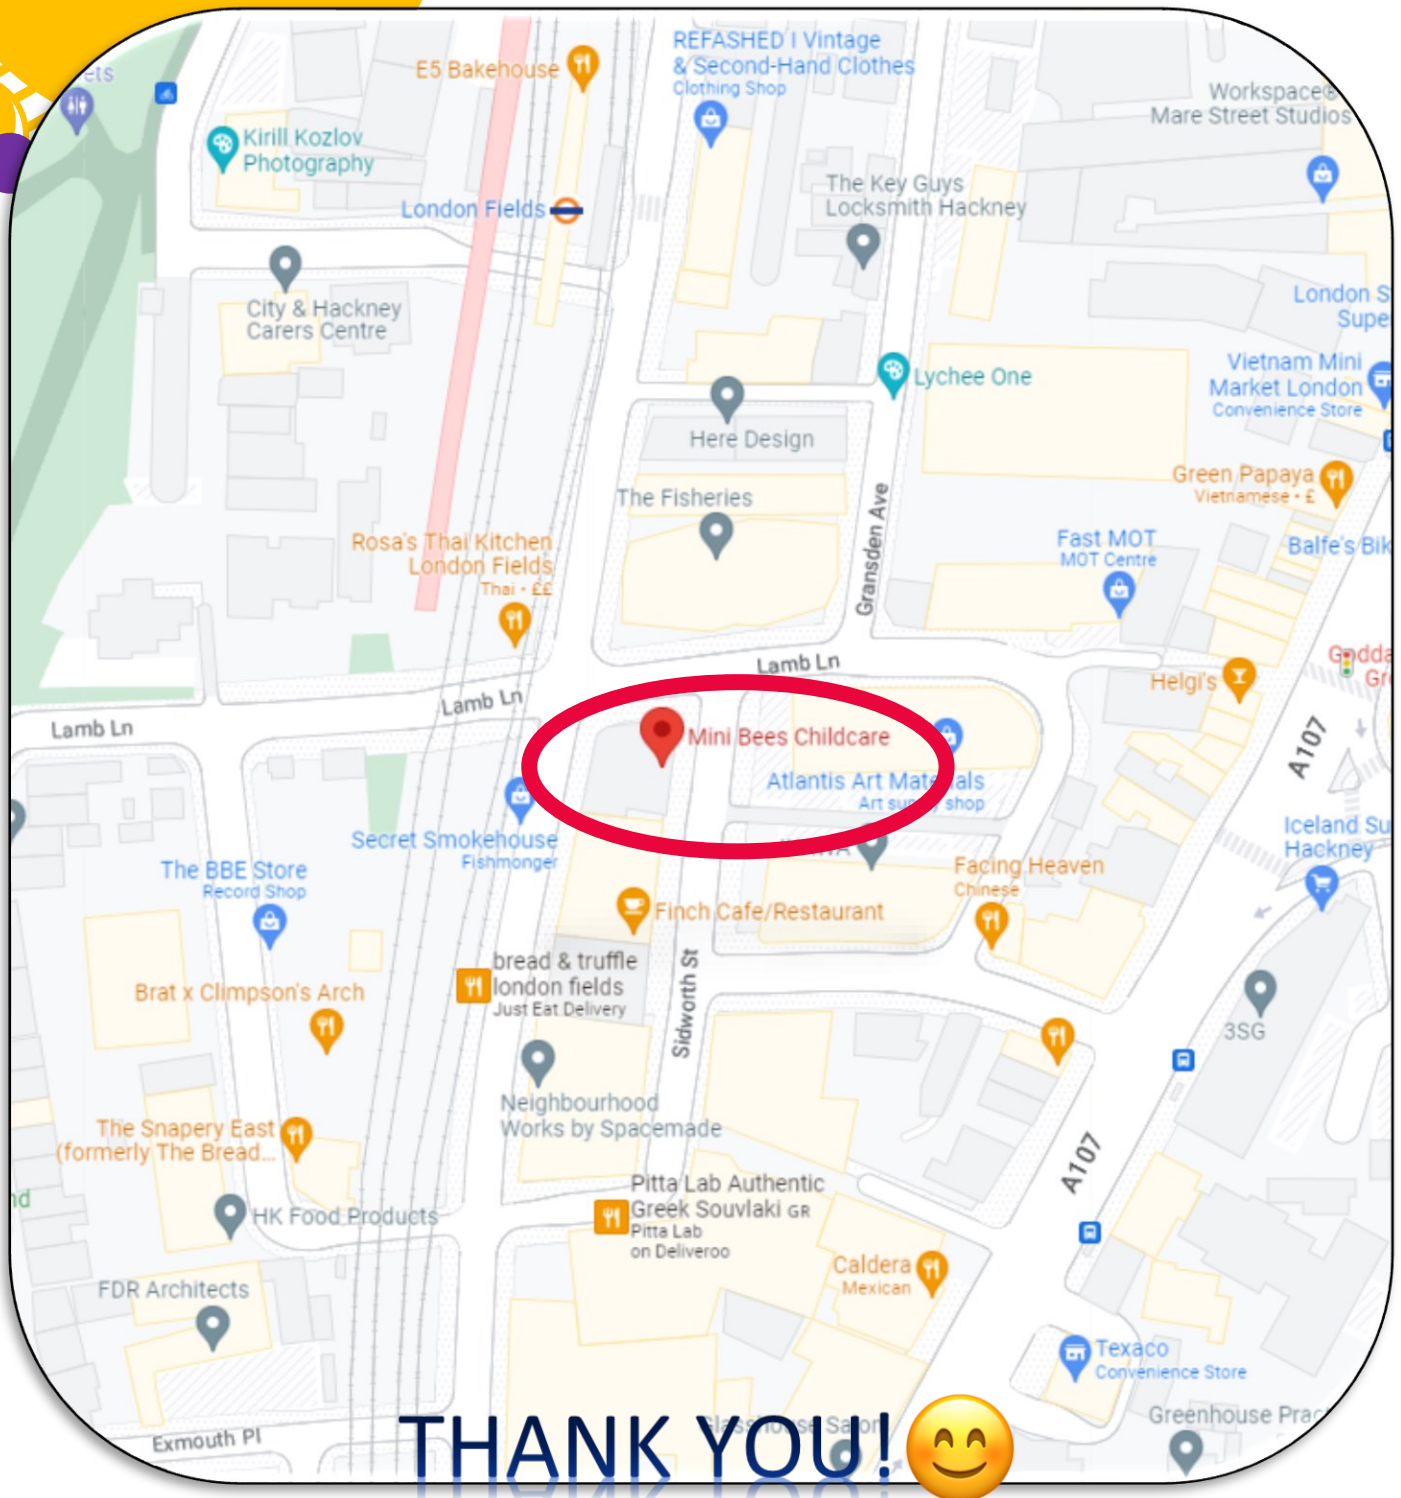 E5 Bakehouse
REFASHED I Vintage
& Second-Hand Clothes
Clothing Shop
Workspace®
Mare Street Studios
Kirill Kozlov
Photography
London Fields
The Key Guys
Locksmith Hackney
City & Hackney
Carers Centre
London S
Supe
Vietnam Mini
Market London
Convenience Store
Lychee One
Here Design
Green Papaya
Vietnamese • £
The Fisheries
Gransden Ave
Fast MOT
MOT Centre
Balfe's Bik
Rosa's Thai Kitchen
London Fields
Thai • ££
Lamb Ln
Helgi's
Lamb Ln
Lamb Ln
A107
Mini Bees Childcare
Atlantis Art Materials
Art supply shop
Secret Smokehouse
Fishmonger
Iceland Su
Hackney
The BBE Store
Record Shop
Facing Heaven
Chinese
Finch Cafe/Restaurant
bread & truffle
london fields
Just Eat Delivery
Sidworth St
Brat x Climpson's Arch
3SG
Neighbourhood
Works by Spacemade
The Snapery East
(formerly The Bread...
A107
Pitta Lab Authentic
Greek Souvlaki GR
Pitta Lab
on Deliveroo
HK Food Products
Caldera
Mexican
FDR Architects
Texaco
Convenience Store
Greenhouse Prac
Glasshouse Salon
Exmouth Pl
THANK YOU!